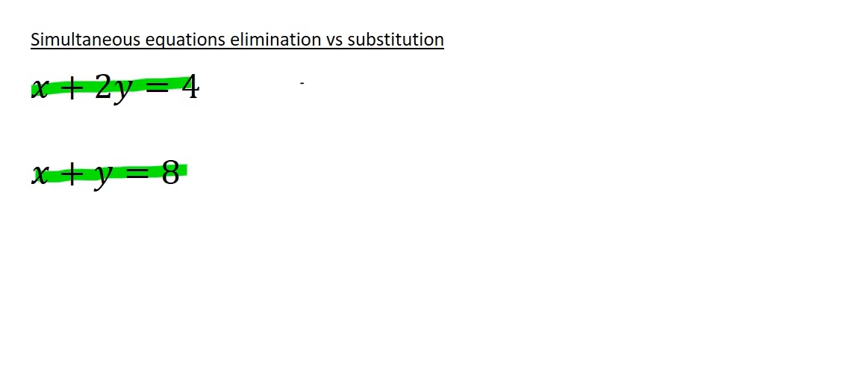 Simultaneous equations elimination vs substitution
x + 2y = 4
x + y = 8